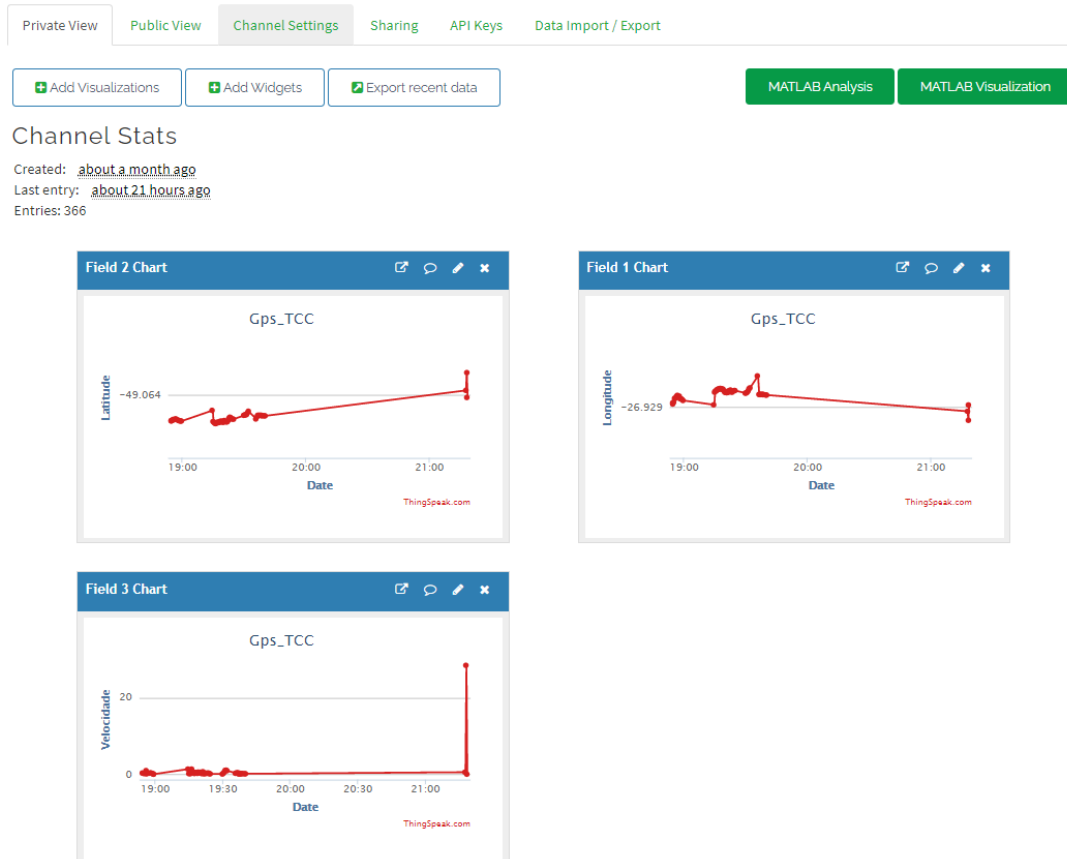 Private View Public View Channel Settings Sharing API Keys Data Import / Export
Add Visualizations Add Widgets Export recent data MATLAB Analysis MATLAB Visualization
Channel Stats
Created: about a month ago
Last entry: about 21 hours ago
Entries: 366
Field 2 Chart
Gps_TCC
Latitude
-49.064
19:00 20:00 21:00
Date
ThingSpeak.com
Field 1 Chart
Gps_TCC
Longitude
-26.929
19:00 20:00 21:00
Date
ThingSpeak.com
Field 3 Chart
Gps_TCC
Velocidade
20
0
19:00 19:30 20:00 20:30 21:00
Date
ThingSpeak.com